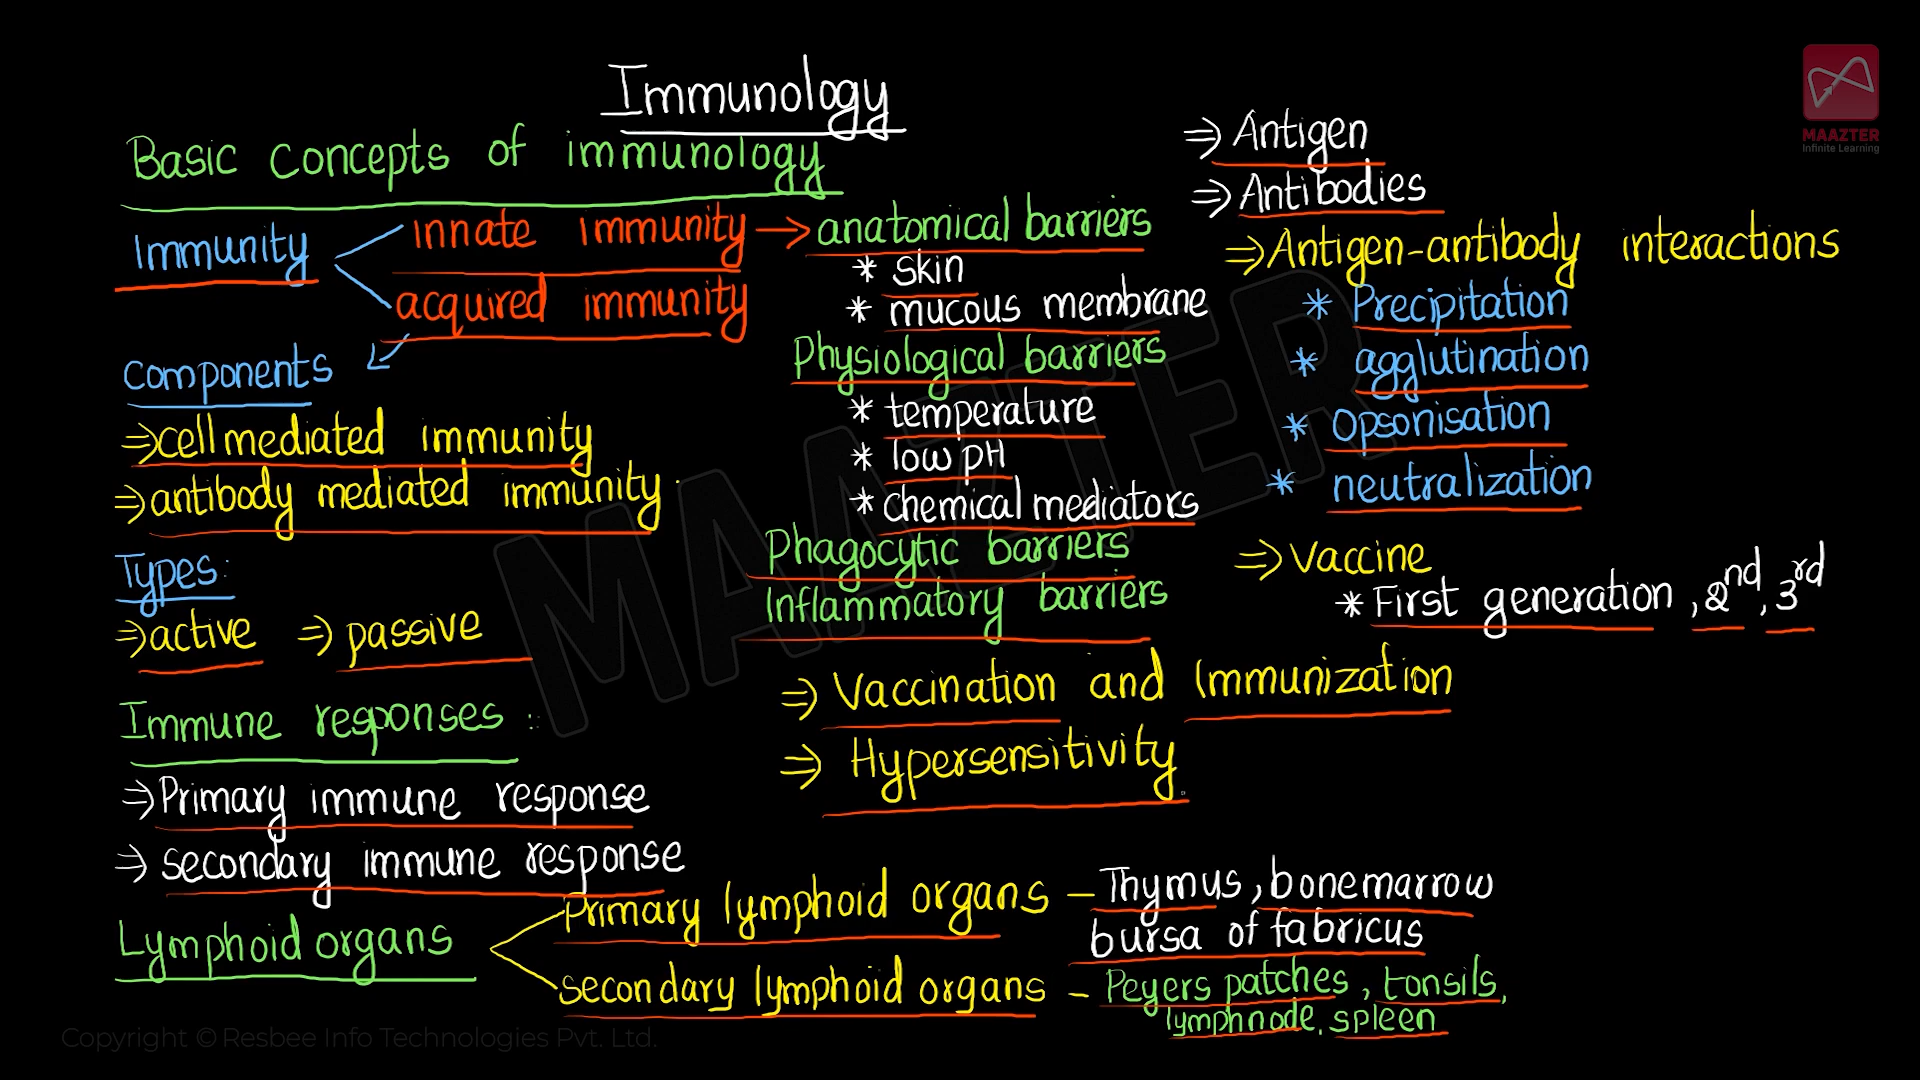 Immunology
Basic concepts of immunology
Immunity
innate immunity → anatomical barriers
* skin
* mucous membrane
acquired immunity
Physiological barriers
* temperature
* low pH
* chemical mediators
Phagocytic barriers
Inflammatory barriers
Components
⇒ cell mediated immunity
⇒ antibody mediated immunity
Types:
⇒ active ⇒ passive
Immune responses :
⇒ Primary immune response
⇒ secondary immune response
⇒ Antigen
⇒ Antibodies
⇒ Antigen-antibody interactions
* Precipitation
* agglutination
* opsonisation
* neutralization
⇒ vaccine
* First generation, 2nd, 3rd
⇒ Vaccination and Immunization
⇒ Hypersensitivity
Lymphoid organs
Primary lymphoid organs - Thymus, bonemarrow
bursa of fabricus
secondary lymphoid organs - Peyers patches, tonsils,
lymphnode, spleen
MAAZTER
Infinite Learning
MAAZTER
Copyright © Resbee Info Technologies Pvt. Ltd.